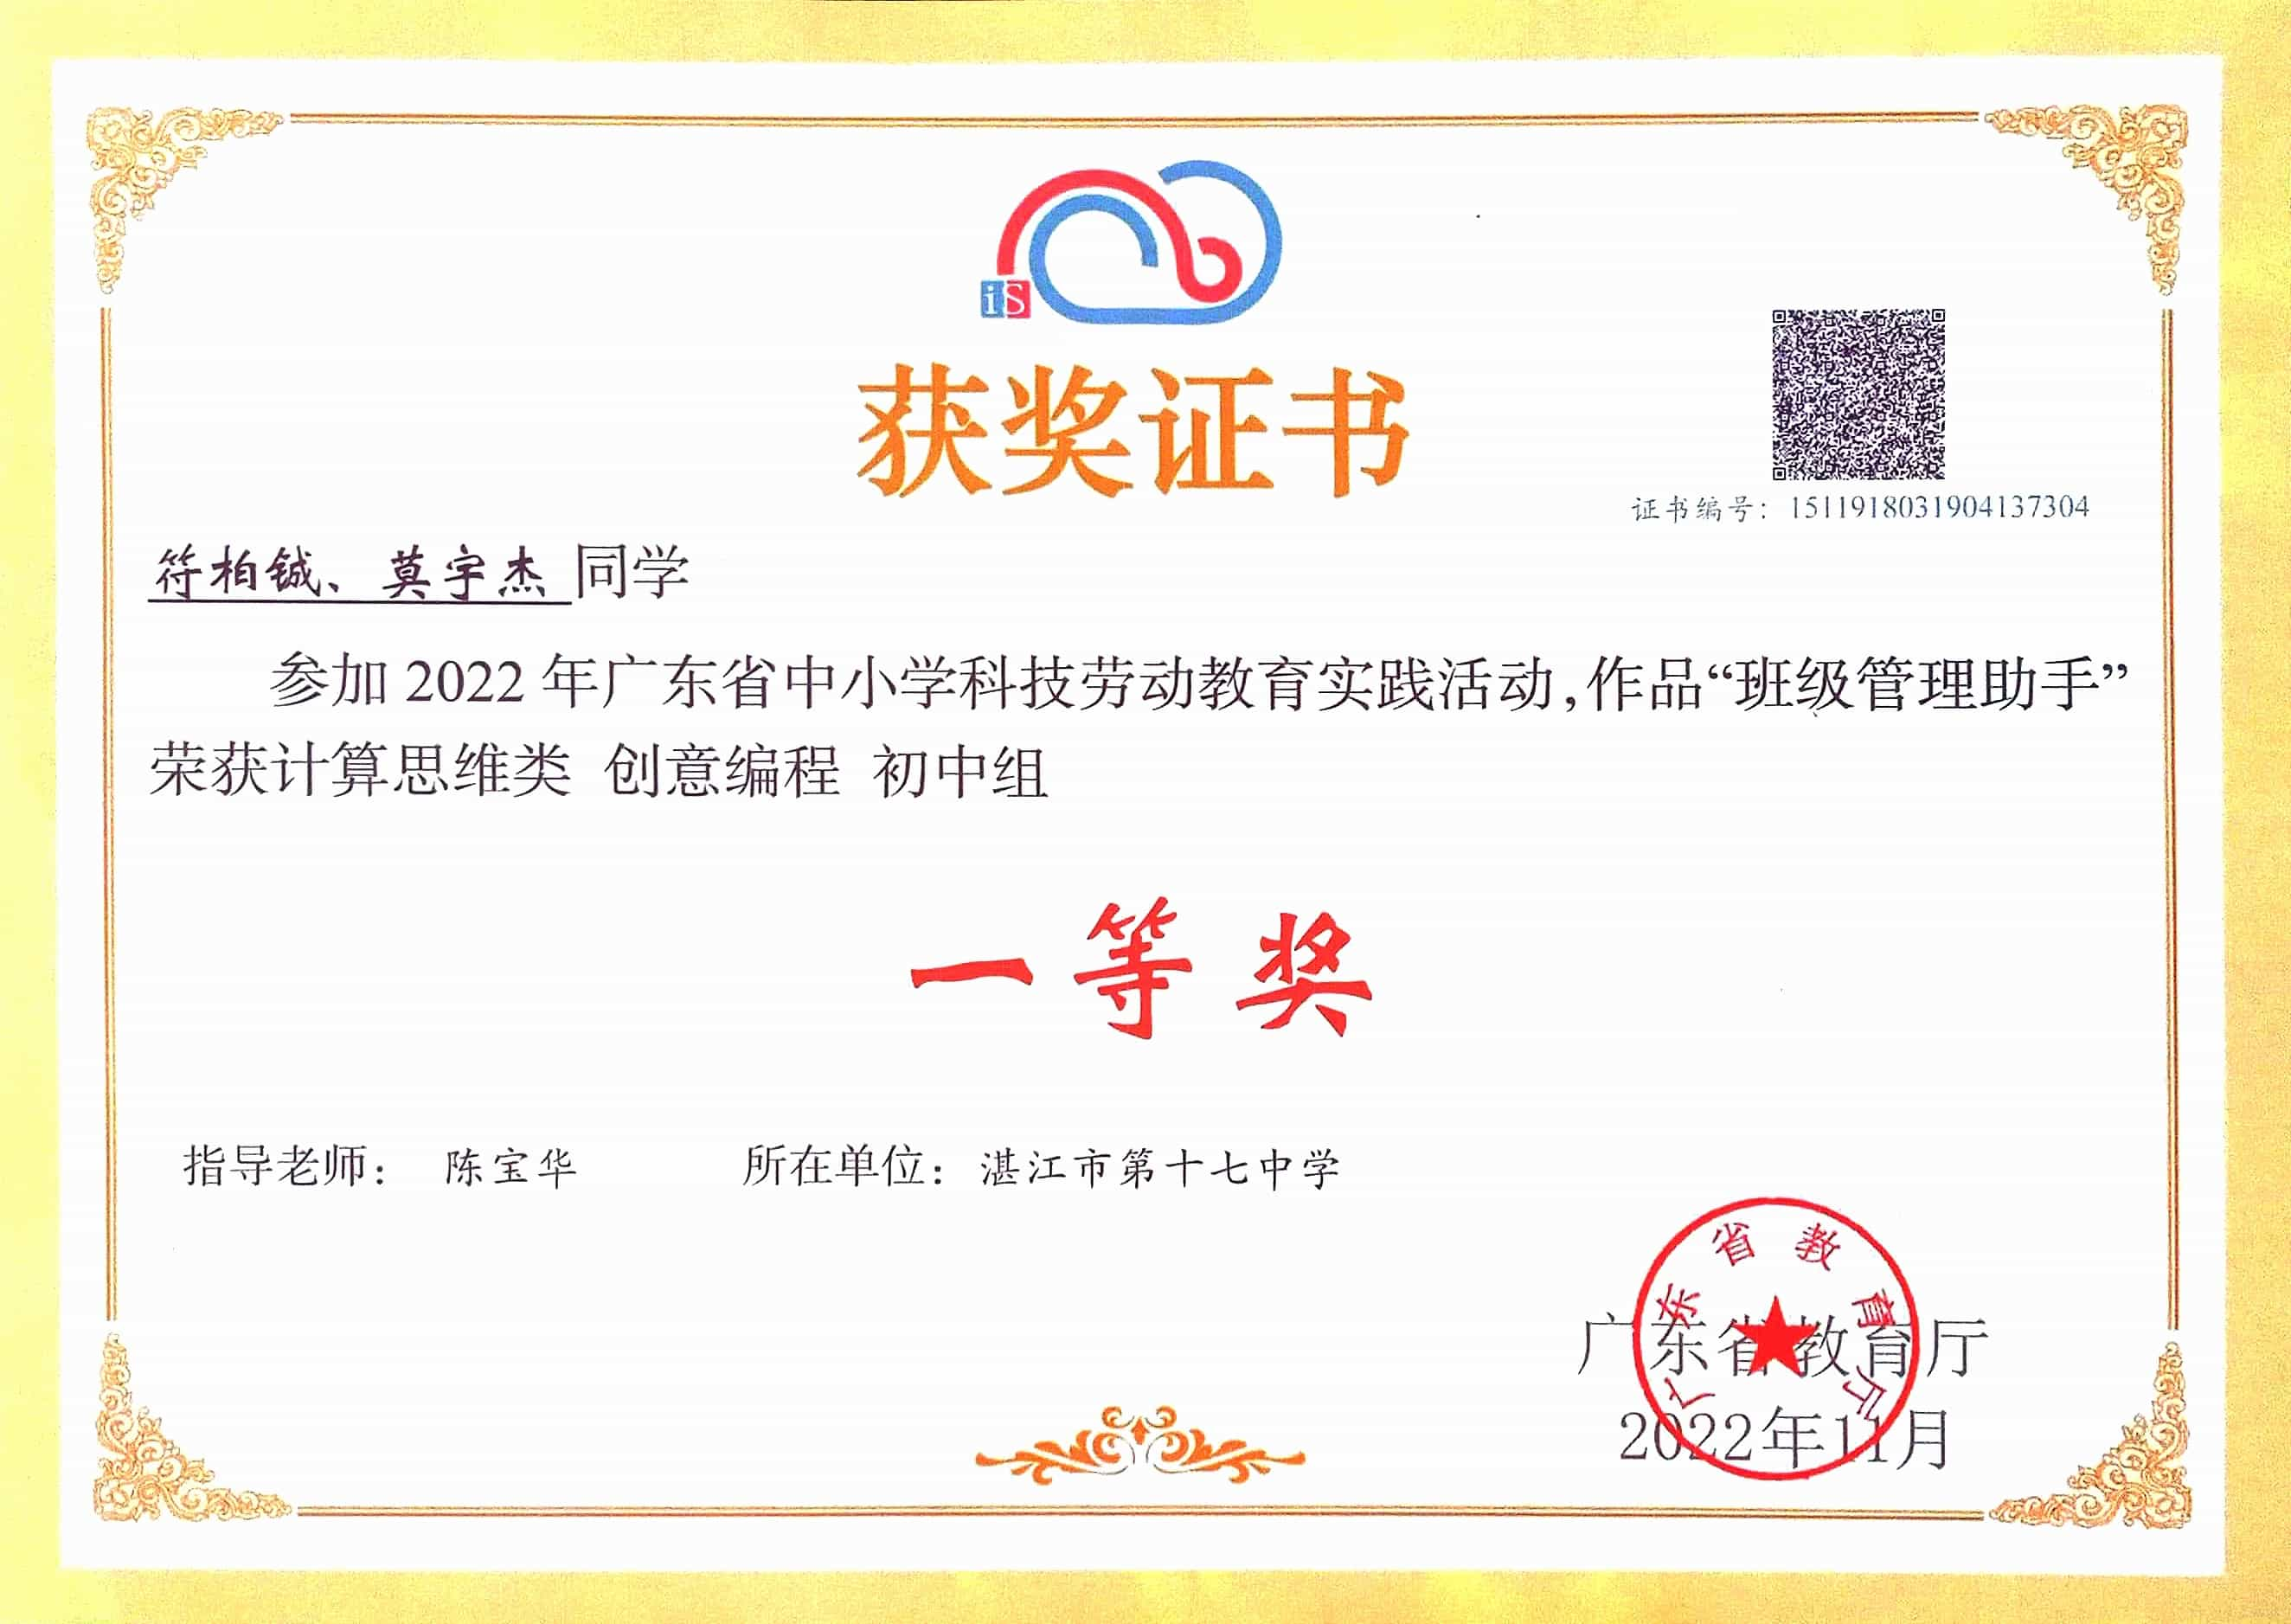 iS
获奖证书
证书编号：1511918031904137304
符柏铖、莫宇杰同学
参加 2022 年广东省中小学科技劳动教育实践活动,作品“班级管理助手”
荣获计算思维类 创意编程 初中组
一等奖
指导老师： 陈宝华 所在单位：湛江市第十七中学
广东省教育厅
广东省教育厅
2022年11月